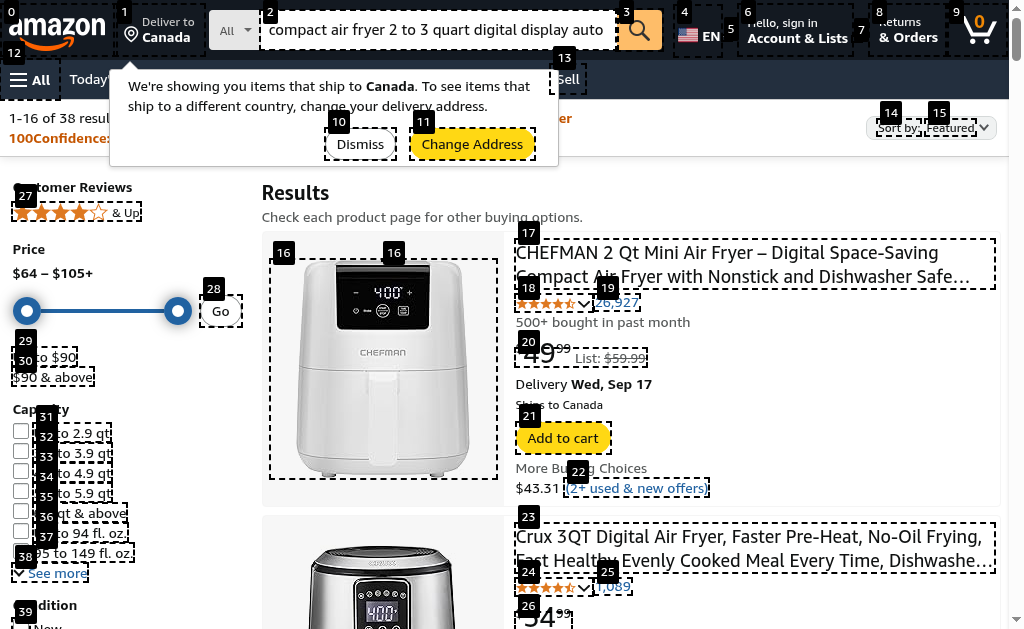 0
1
2
3
4
5
6
7
8
9
amazon
Deliver to
Canada
All
compact air fryer 2 to 3 quart digital display auto
EN
Hello, sign in
Account & Lists
Returns
& Orders
0
12
13
All
Today'
Sell
We're showing you items that ship to Canada. To see items that
ship to a different country, change your delivery address.
10
11
Dismiss
Change Address
1-16 of 38 resul
100Confidence:
er
14
15
Sort by: Featured
Customer Reviews
27
& Up
Price
$64 – $105+
28
Go
29
to $90
30
$90 & above
Capacity
31
to 2.9 qt
32
to 3.9 qt
33
to 4.9 qt
34
to 5.9 qt
35
qt & above
36
to 94 fl. oz.
37
95 to 149 fl. oz.
38
See more
Condition
39
New
Results
Check each product page for other buying options.
16
16
400°
CHEFMAN
17
CHEFMAN 2 Qt Mini Air Fryer – Digital Space-Saving
Compact Air Fryer with Nonstick and Dishwasher Safe…
18
19
26,927
500+ bought in past month
20
49⁹⁹ List: $59.99
Delivery Wed, Sep 17
Ships to Canada
21
Add to cart
More Buying Choices
22
$43.31 (2+ used & new offers)
400°
23
Crux 3QT Digital Air Fryer, Faster Pre-Heat, No-Oil Frying,
Fast Healthy Evenly Cooked Meal Every Time, Dishwashe…
24
25
1,089
26
54⁹⁹